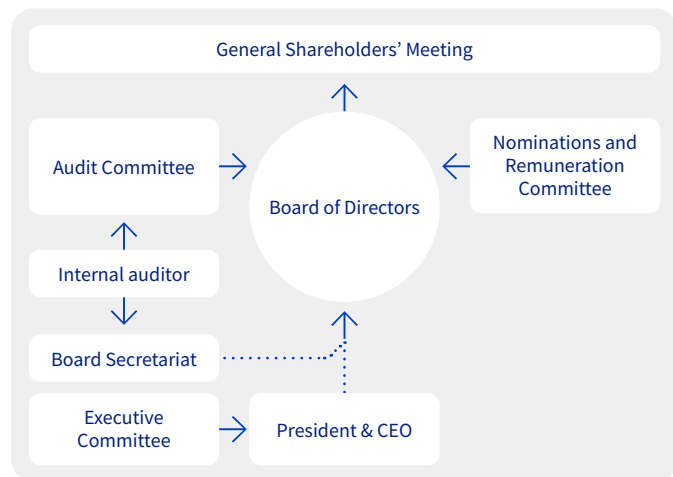 General Shareholders’ Meeting
Audit Committee
Nominations and
Remuneration
Committee
Board of Directors
Internal auditor
Board Secretariat
Executive
Committee
President & CEO